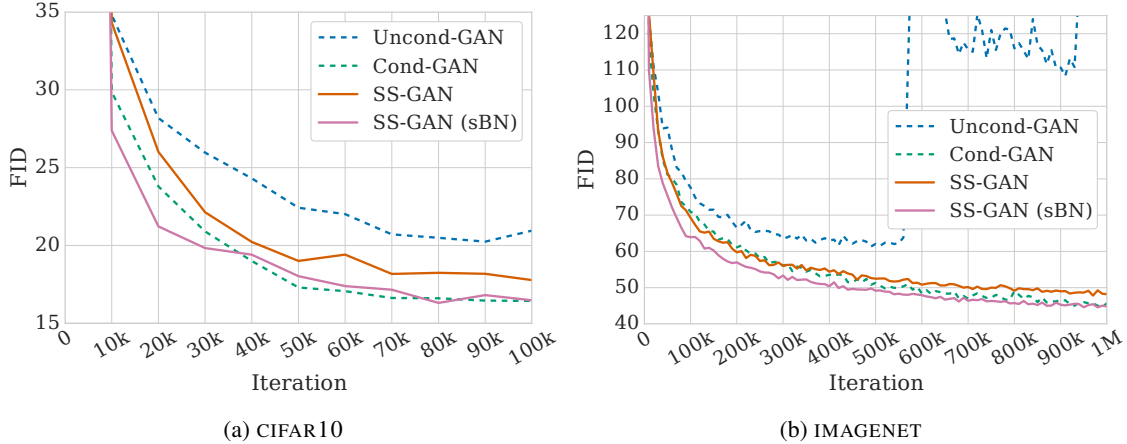 35
30
25
20
15
FID
0
10k
20k
30k
40k
50k
60k
70k
80k
90k
100k
Iteration
Uncond-GAN
Cond-GAN
SS-GAN
SS-GAN (sBN)
(a) CIFAR10
120
110
100
90
80
70
60
50
40
FID
0
100k
200k
300k
400k
500k
600k
700k
800k
900k
1M
Iteration
Uncond-GAN
Cond-GAN
SS-GAN
SS-GAN (sBN)
(b) IMAGENET